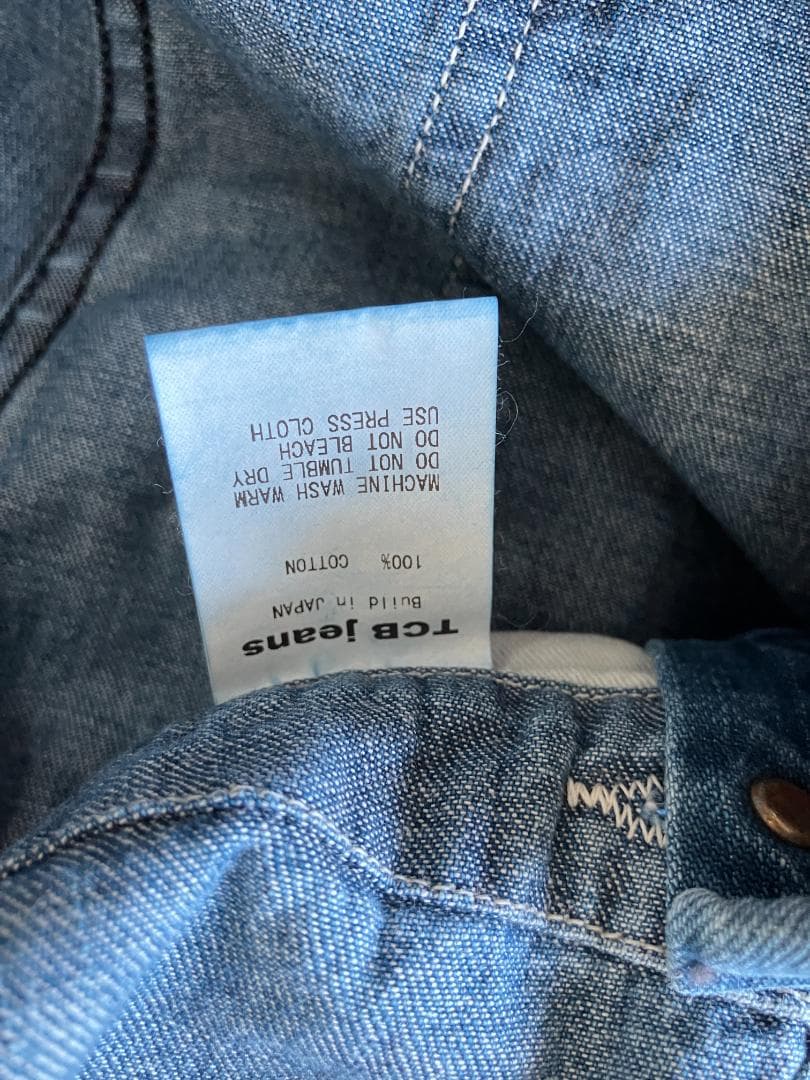 TCB jeans
Build in JAPAN
100% COTTON
MACHINE WASH WARM
DO NOT TUMBLE DRY
DO NOT BLEACH
USE PRESS CLOTH